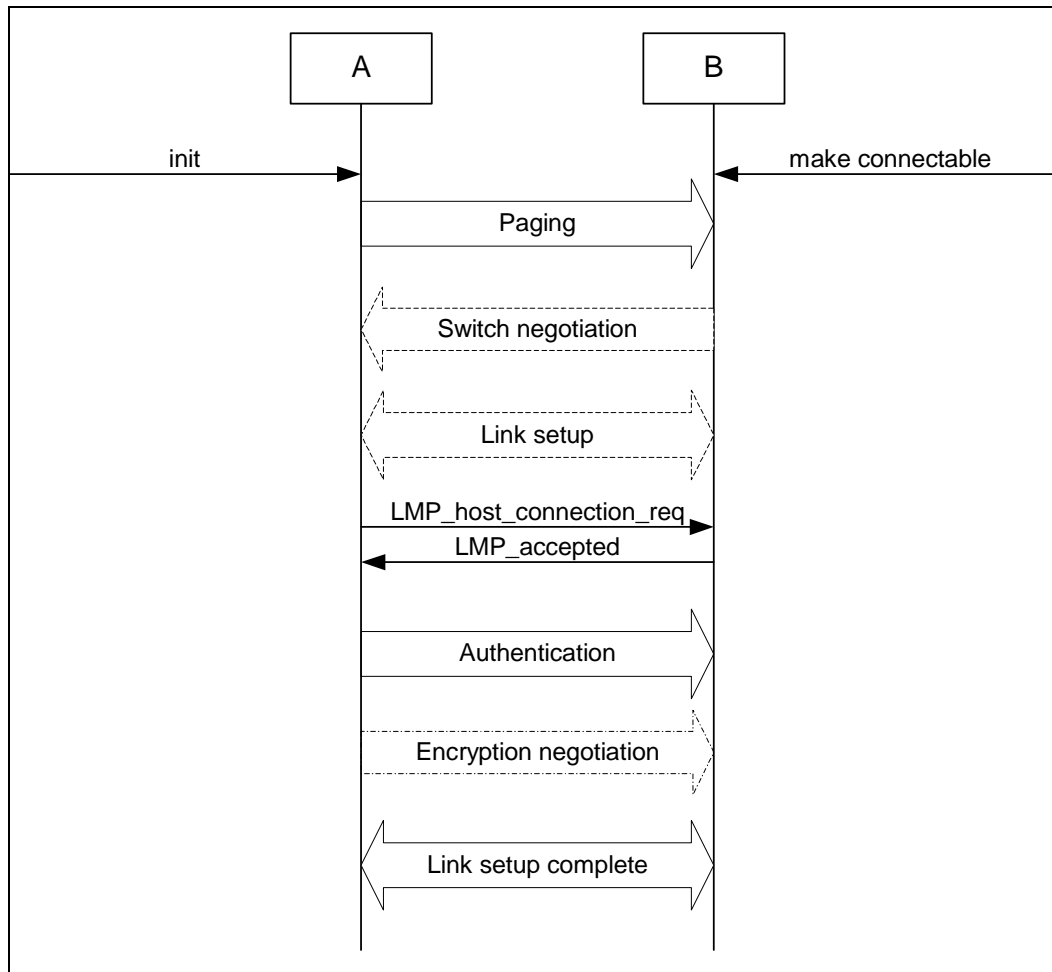 A
B
init
make connectable
Paging
Switch negotiation
Link setup
LMP_host_connection_req
LMP_accepted
Authentication
Encryption negotiation
Link setup complete